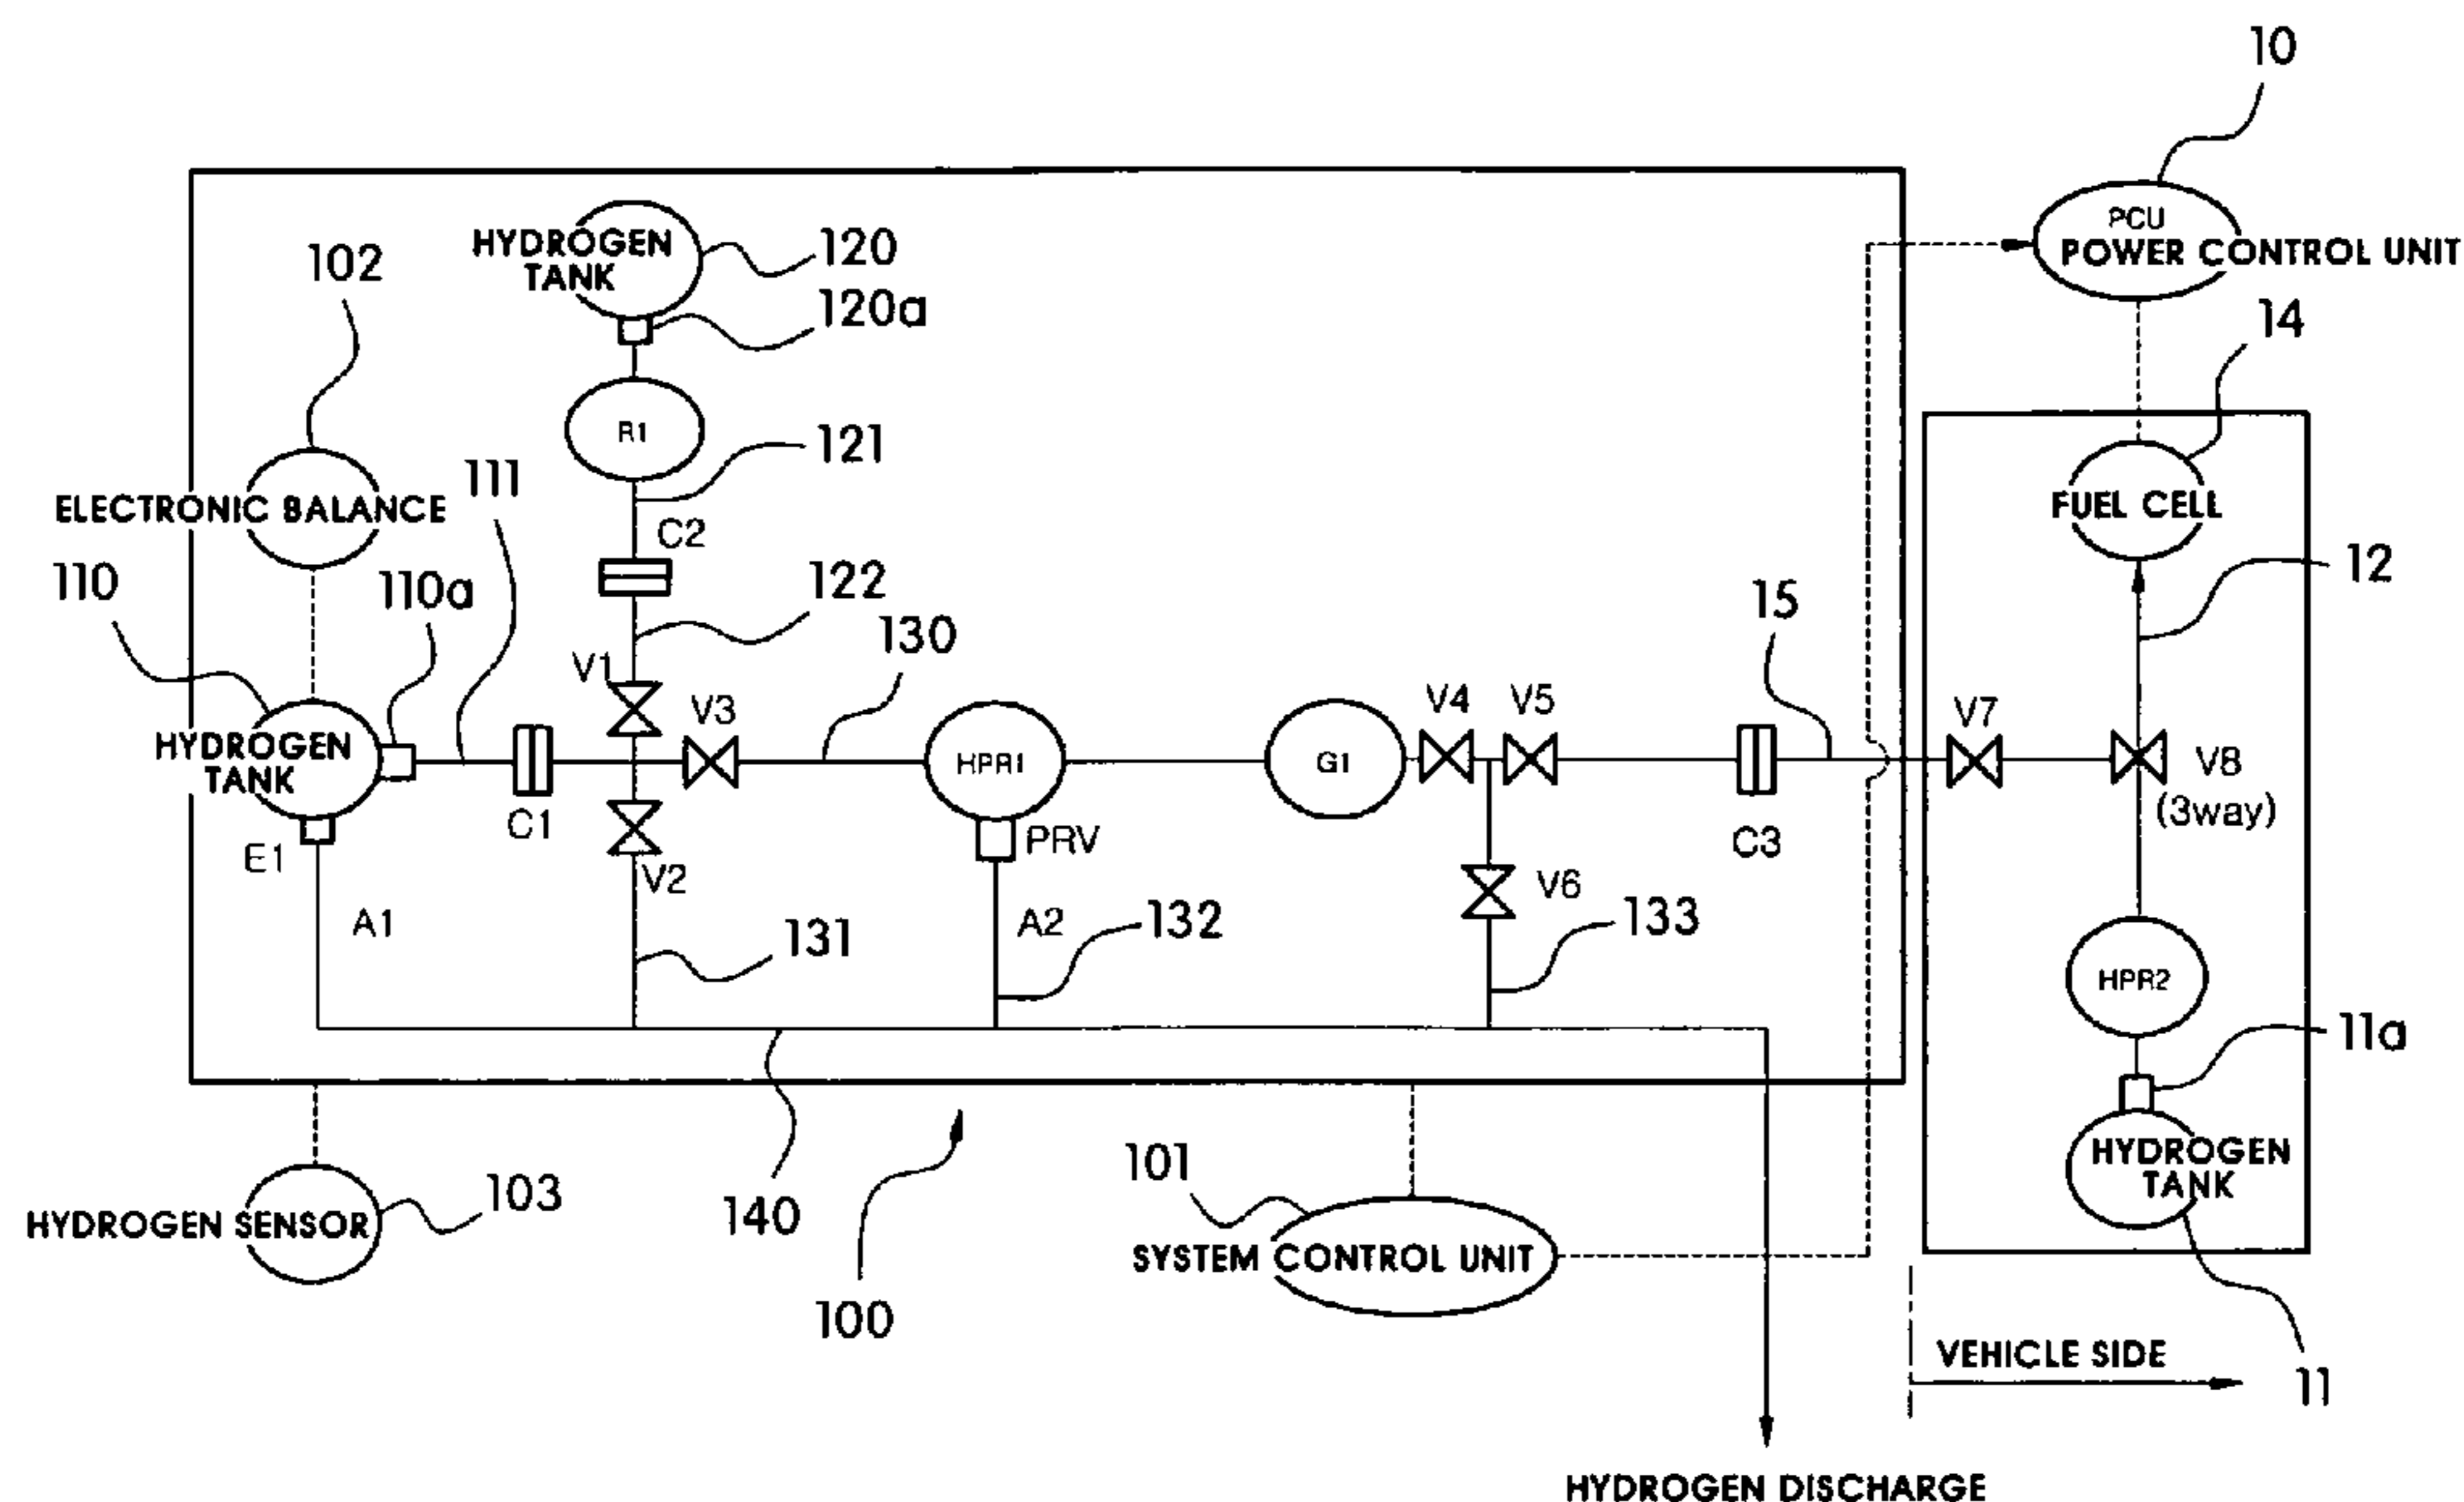 10
PCU
POWER CONTROL UNIT
HYDROGEN
TANK
120
120a
102
14
R1
121
111
ELECTRONIC BALANCE
C2
FUEL CELL
110
110a
122
12
15
130
V1
V3
V4
V5
V7
HYDROGEN
TANK
HPR1
G1
V8
(3way)
C1
PRV
C3
E1
V2
V6
A1
131
A2
132
133
HPR2
11a
HYDROGEN
TANK
101
103
140
HYDROGEN SENSOR
SYSTEM CONTROL UNIT
100
VEHICLE SIDE
11
HYDROGEN DISCHARGE